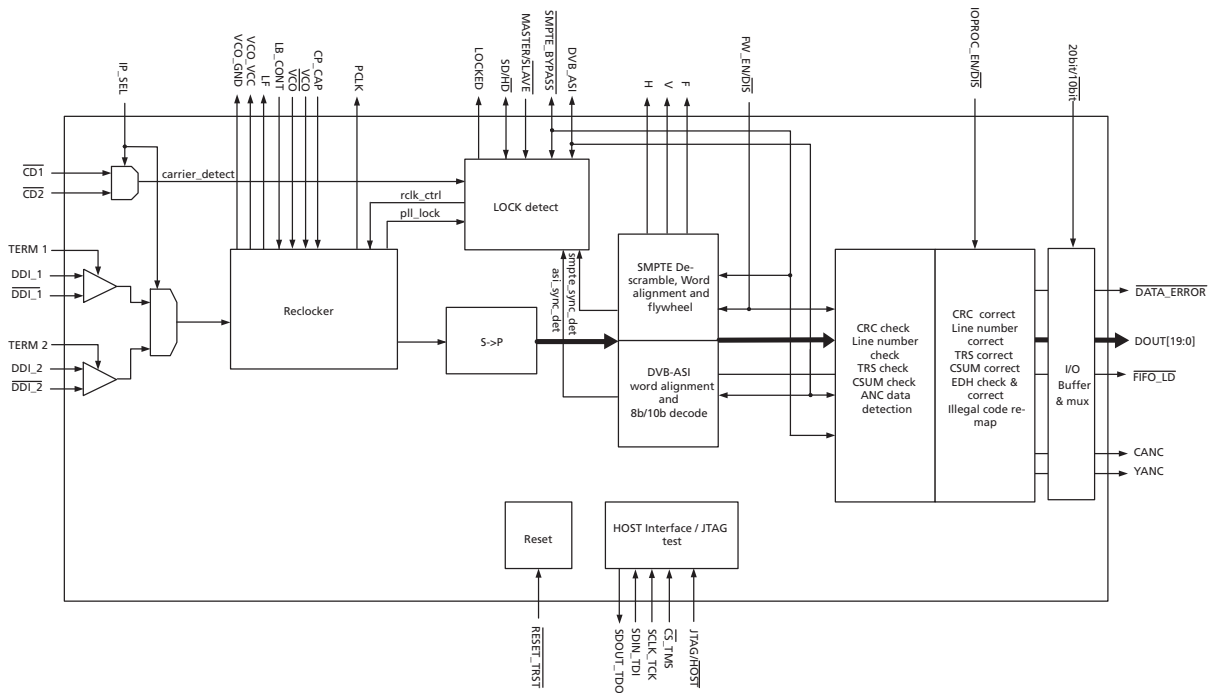 IP_SEL
VCO_GND
VCO_VCC
LF
LB_CONT
VCO
VCO
CP_CAP
PCLK
LOCKED
SD/HD
MASTER/SLAVE
SMPTE_BYPASS
DVB_ASI
H
V
F
FW_EN/DIS
IOPROC_EN/DIS
20bit/10bit
CD1
CD2
carrier_detect
rclk_ctrl
pll_lock
LOCK detect
TERM 1
DDI_1
DDI_1
TERM 2
DDI_2
DDI_2
Reclocker
S->P
asi_sync_det
smpte_sync_det
SMPTE De-
scramble, Word
alignment and
flywheel
DVB-ASI
word alignment
and
8b/10b decode
CRC check
Line number
check
TRS check
CSUM check
ANC data
detection
CRC correct
Line number
correct
TRS correct
CSUM correct
EDH check &
correct
Illegal code re-
map
I/O
Buffer
& mux
DATA_ERROR
DOUT[19:0]
FIFO_LD
CANC
YANC
Reset
HOST Interface / JTAG
test
RESET_TRST
SDOUT_TDO
SDIN_TDI
SCLK_TCK
CS_TMS
JTAG/HOST